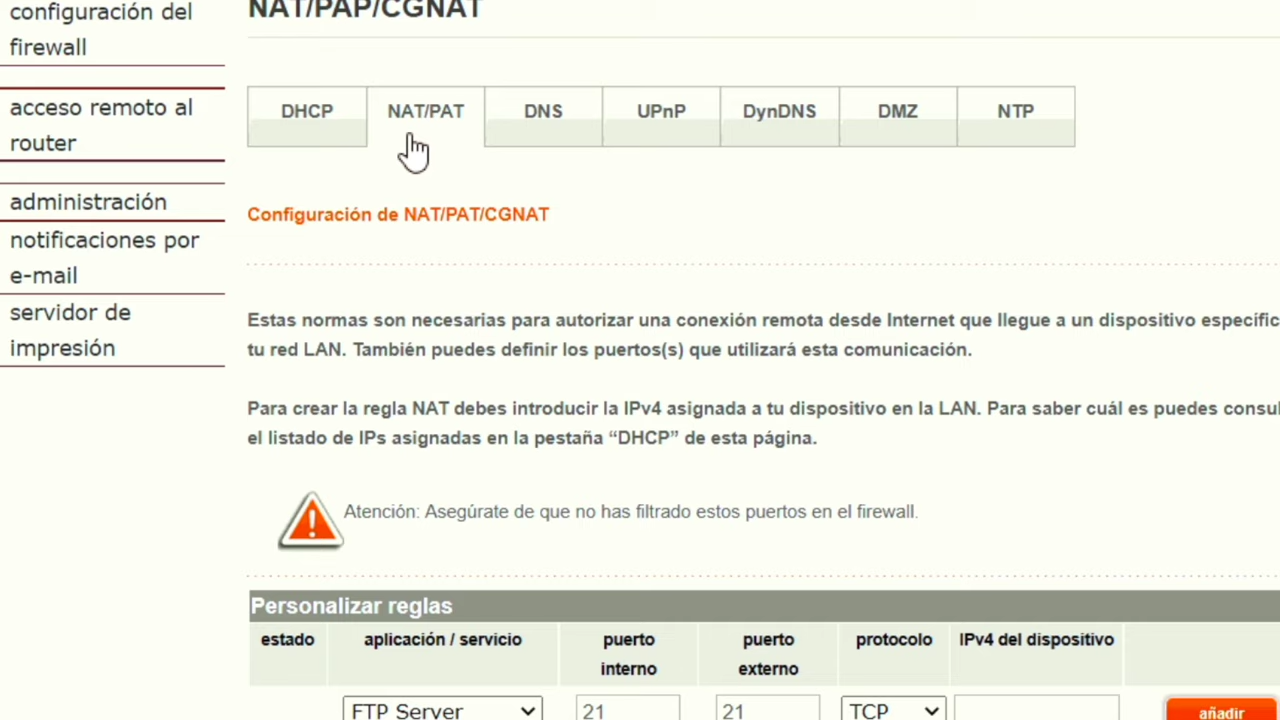 configuración del
firewall
acceso remoto al
router
administración
notificaciones por
e-mail
servidor de
impresión
NAT/PAP/CGNAT
DHCP NAT/PAT DNS UPnP DynDNS DMZ NTP
Configuración de NAT/PAT/CGNAT
Estas normas son necesarias para autorizar una conexión remota desde Internet que llegue a un dispositivo específic
tu red LAN. También puedes definir los puertos(s) que utilizará esta comunicación.
Para crear la regla NAT debes introducir la IPv4 asignada a tu dispositivo en la LAN. Para saber cuál es puedes consul
el listado de IPs asignadas en la pestaña “DHCP” de esta página.
Atención: Asegúrate de que no has filtrado estos puertos en el firewall.
Personalizar reglas
estado aplicación / servicio puerto interno puerto externo protocolo IPv4 del dispositivo
FTP Server 21 21 TCP añadir